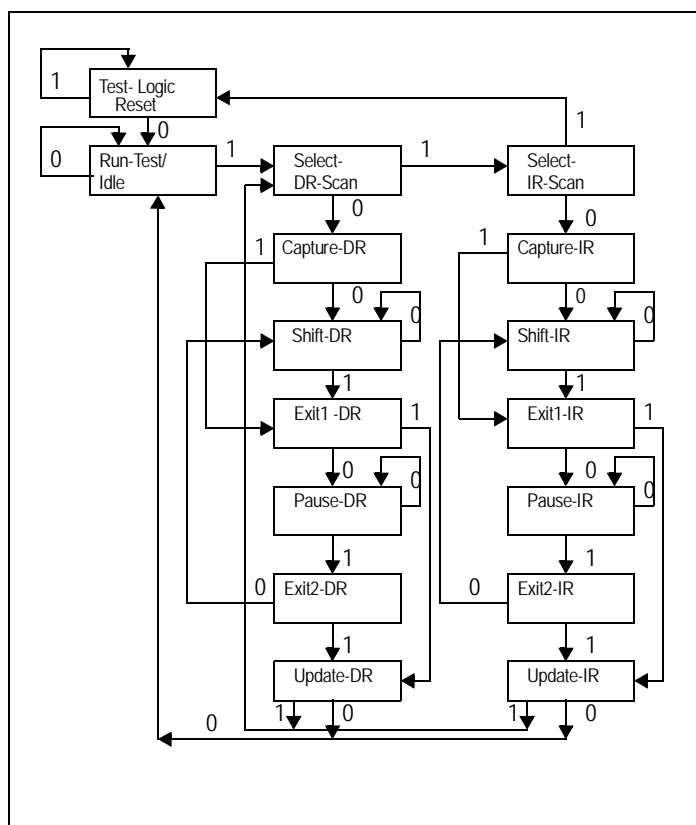 1
Test- Logic
Reset
0
1
0
Run-Test/
Idle
1
Select-
DR-Scan
1
Select-
IR-Scan
0
0
1
Capture-DR
1
Capture-IR
0
0
0
0
Shift-DR
Shift-IR
1
1
Exit1 -DR
1
Exit1-IR
1
0
0
0
0
Pause-DR
Pause-IR
1
1
0
Exit2-DR
0
Exit2-IR
1
1
Update-DR
Update-IR
0
1
0
1
0